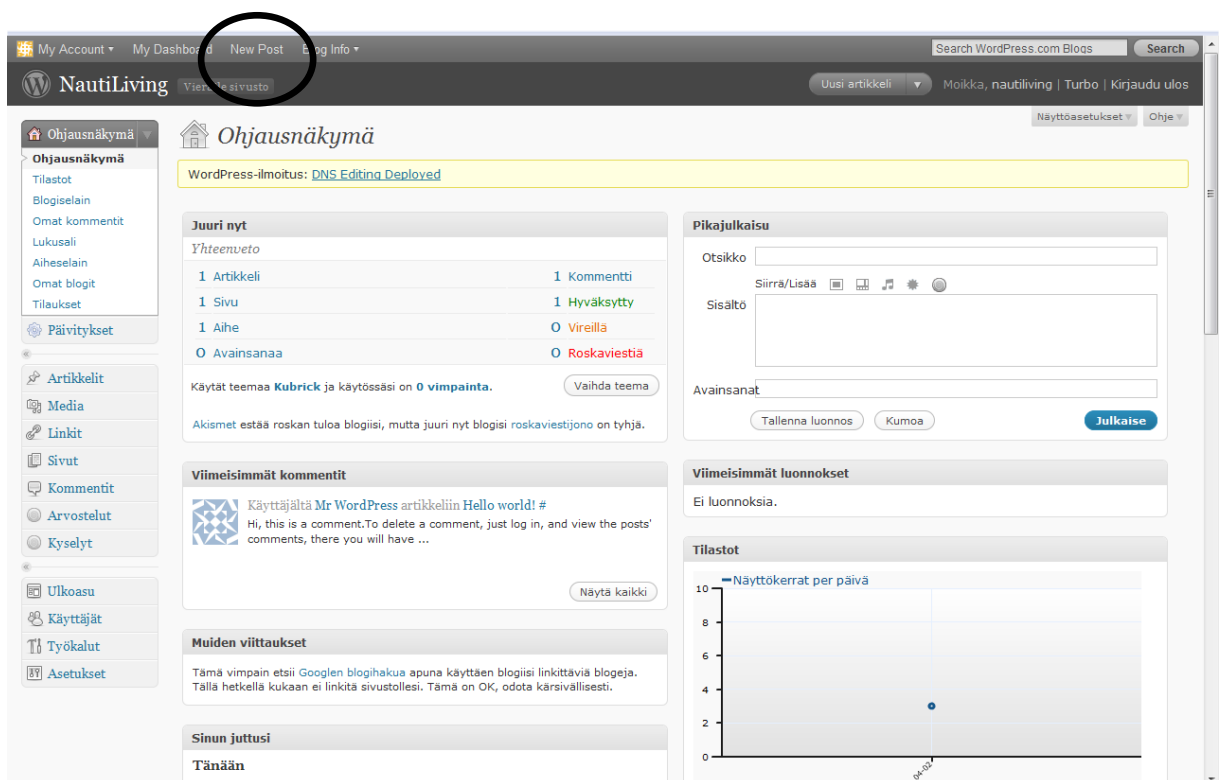 My Account My Dashboard New Post Blog Info Search WordPress.com Blogs Search
NautiLiving Vieraile sivusto Uusi artikkeli Moikka, nautiliving | Turbo | Kirjaudu ulos
Näyttöasetukset Ohje
Ohjausnäkymä
Ohjausnäkymä
Tilastot
Blogiselain
Omat kommentit
Lukusali
Aiheselain
Omat blogit
Tilaukset
Päivitykset
Artikkelit
Media
Linkit
Sivut
Kommentit
Arvostelut
Kyselyt
Ulkoasu
Käyttäjät
Työkalut
Asetukset
Ohjausnäkymä
WordPress-ilmoitus: DNS Editing Deployed
Juuri nyt
Yhteenveto
1 Artikkeli 1 Kommentti
1 Sivu 1 Hyväksytty
1 Aihe 0 Vireillä
0 Avainsanaa 0 Roskaviestiä
Käytät teemaa Kubrick ja käytössäsi on 0 vimpainta. Vaihda teema
Akismet estää roskan tuloa blogiisi, mutta juuri nyt blogisi roskaviestijono on tyhjä.
Viimeisimmät kommentit
Käyttäjältä Mr WordPress artikkeliin Hello world! #
Hi, this is a comment.To delete a comment, just log in, and view the posts'
comments, there you will have ...
Näytä kaikki
Muiden viittaukset
Tämä vimpain etsii Googlen blogihakua apuna käyttäen blogiisi linkittäviä blogeja.
Tällä hetkellä kukaan ei linkitä sivustollesi. Tämä on OK, odota kärsivällisesti.
Sinun juttusi
Tänään
Pikajulkaisu
Otsikko
Siirrä/Lisää
Sisältö
Avainsanat
Tallenna luonnos Kumoa Julkaise
Viimeisimmät luonnokset
Ei luonnoksia.
Tilastot
Näyttökerrat per päivä
10
8
6
4
2
0
04-02